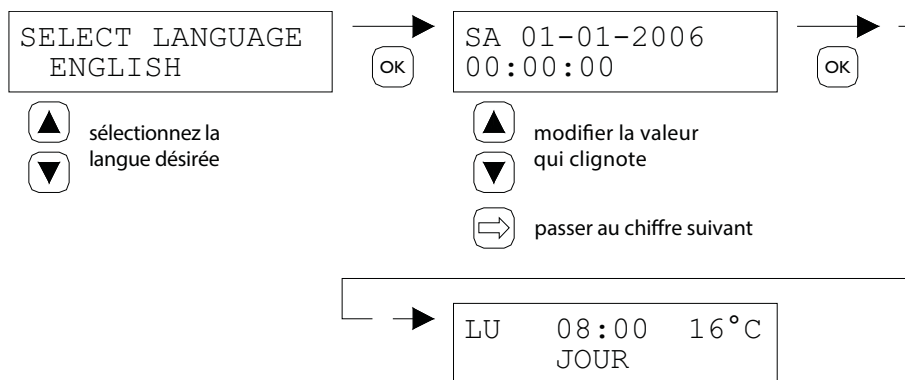 SELECT LANGUAGE
ENGLISH
OK
SA 01-01-2006
00:00:00
OK
sélectionnez la
langue désirée
modifier la valeur
qui clignote
passer au chiffre suivant
LU 08:00 16°C
JOUR